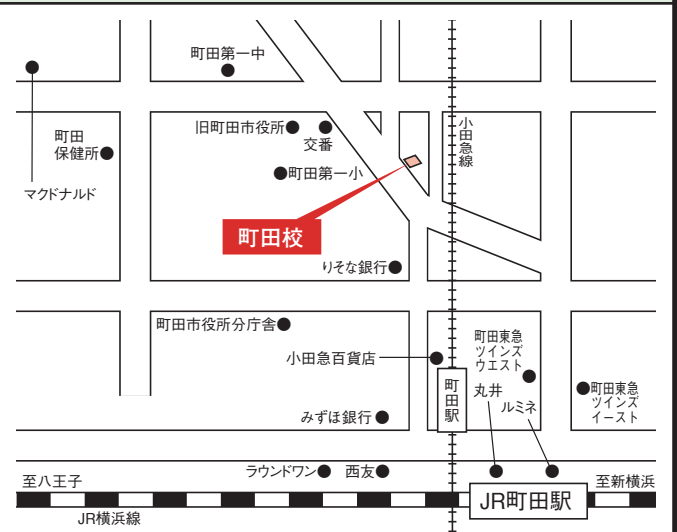 町田第一中
旧町田市役所
交番
小田急線
町田
保健所
町田第一小
マクドナルド
町田校
りそな銀行
町田市役所分庁舎
小田急百貨店
町田東急
ツインズ
ウエスト
町田駅
丸井
ルミネ
町田東急
ツインズ
イースト
みずほ銀行
ラウンドワン
西友
至八王子
至新横浜
JR町田駅
JR横浜線